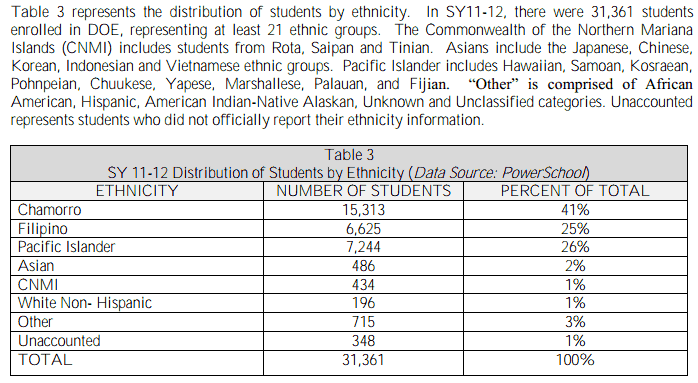 Table 3 represents the distribution of students by ethnicity. In SY11-12, there were 31,361 students
enrolled in DOE, representing at least 21 ethnic groups. The Commonwealth of the Northern Mariana
Islands (CNMI) includes students from Rota, Saipan and Tinian. Asians include the Japanese, Chinese,
Korean, Indonesian and Vietnamese ethnic groups. Pacific Islander includes Hawaiian, Samoan, Kosraean,
Pohnpeian, Chuukese, Yapese, Marshallese, Palauan, and Fijian. “Other” is comprised of African
American, Hispanic, American Indian-Native Alaskan, Unknown and Unclassified categories. Unaccounted
represents students who did not officially report their ethnicity information.
Table 3
SY 11-12 Distribution of Students by Ethnicity (Data Source: PowerSchool)
ETHNICITY NUMBER OF STUDENTS PERCENT OF TOTAL
Chamorro 15,313 41%
Filipino 6,625 25%
Pacific Islander 7,244 26%
Asian 486 2%
CNMI 434 1%
White Non- Hispanic 196 1%
Other 715 3%
Unaccounted 348 1%
TOTAL 31,361 100%